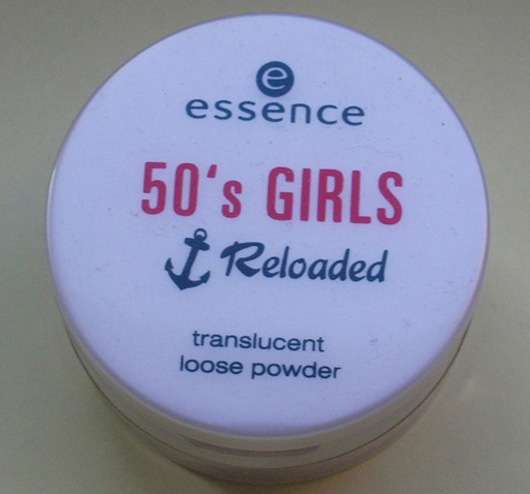 e
essence
50's GIRLS
Reloaded
translucent
loose powder